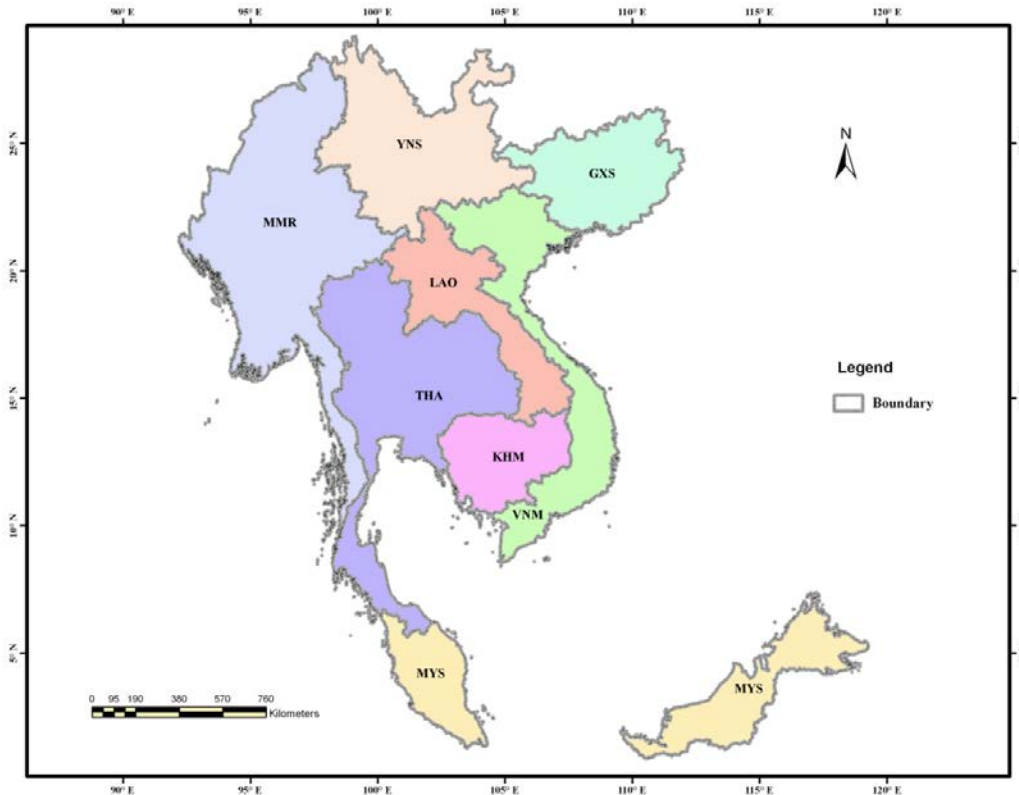 90° E 95° E 100° E 105° E 110° E 115° E 120° E
25° N
20° N
15° N
10° N
5° N
YNS
GXS
MMR
LAO
THA
KHM
VNM
MYS
MYS
N
Legend
Boundary
0 95 190 380 570 760
Kilometers
90° E 95° E 100° E 105° E 110° E 115° E 120° E